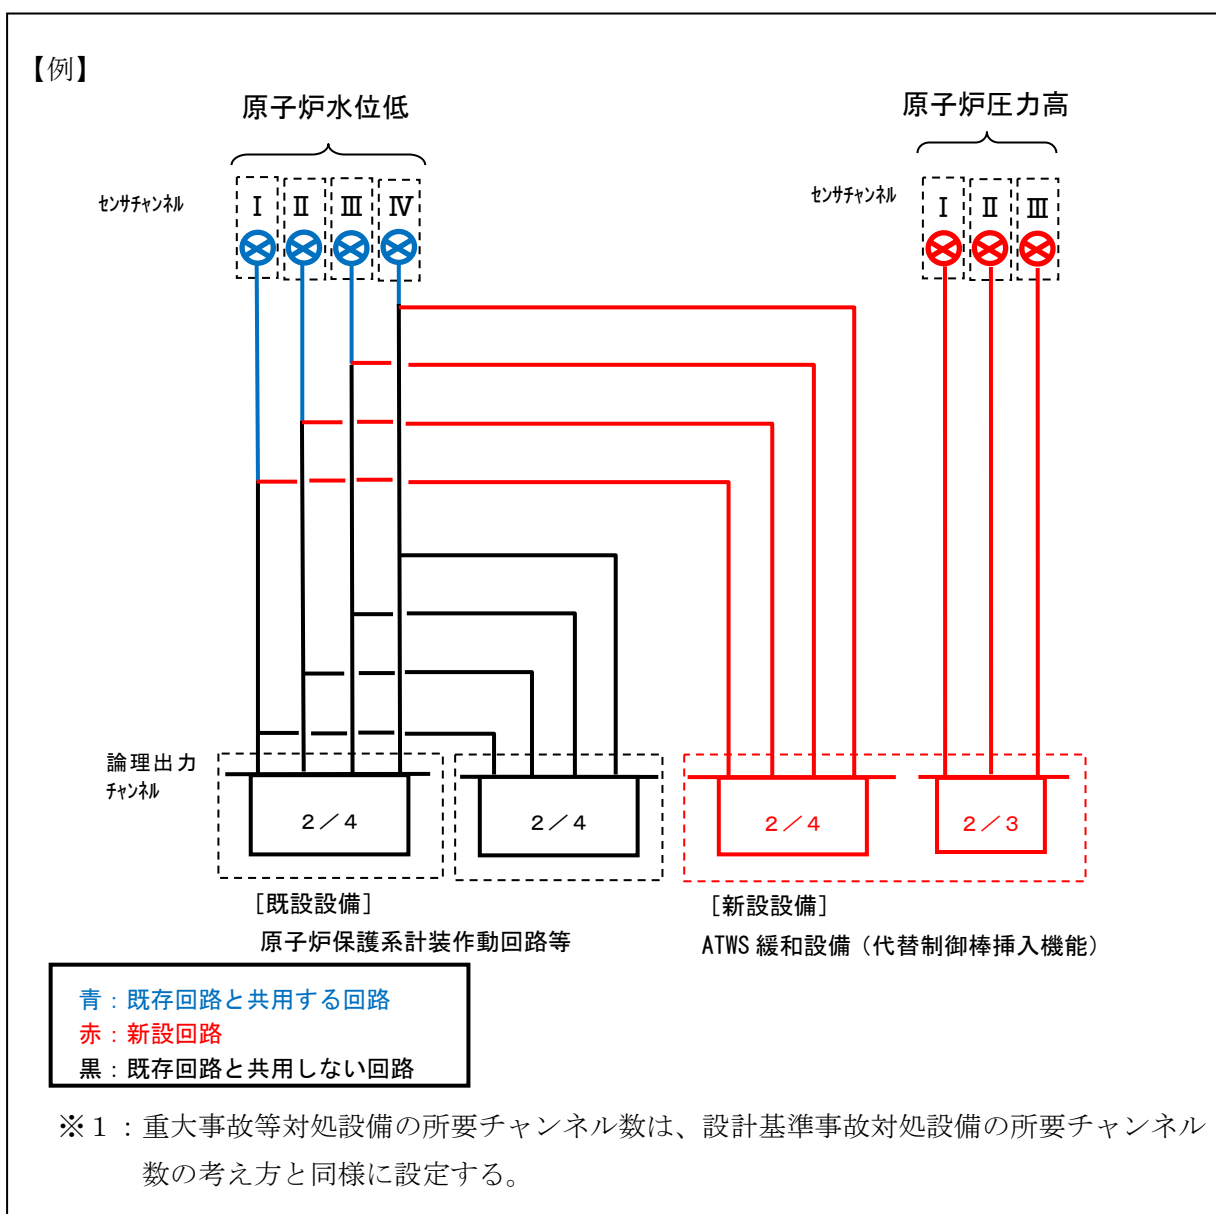 【例】
原子炉水位低
原子炉圧力高
センサチャンネル
Ⅰ Ⅱ Ⅲ Ⅳ
センサチャンネル
Ⅰ Ⅱ Ⅲ
論理出力
チャンネル
2/4
2/4
2/4
2/3
[既設設備]
原子炉保護系計装作動回路等
[新設設備]
ATWS 緩和設備(代替制御棒挿入機能)
青:既存回路と共用する回路
赤:新設回路
黒:既存回路と共用しない回路
※1:重大事故等対処設備の所要チャンネル数は、設計基準事故対処設備の所要チャンネル
数の考え方と同様に設定する。